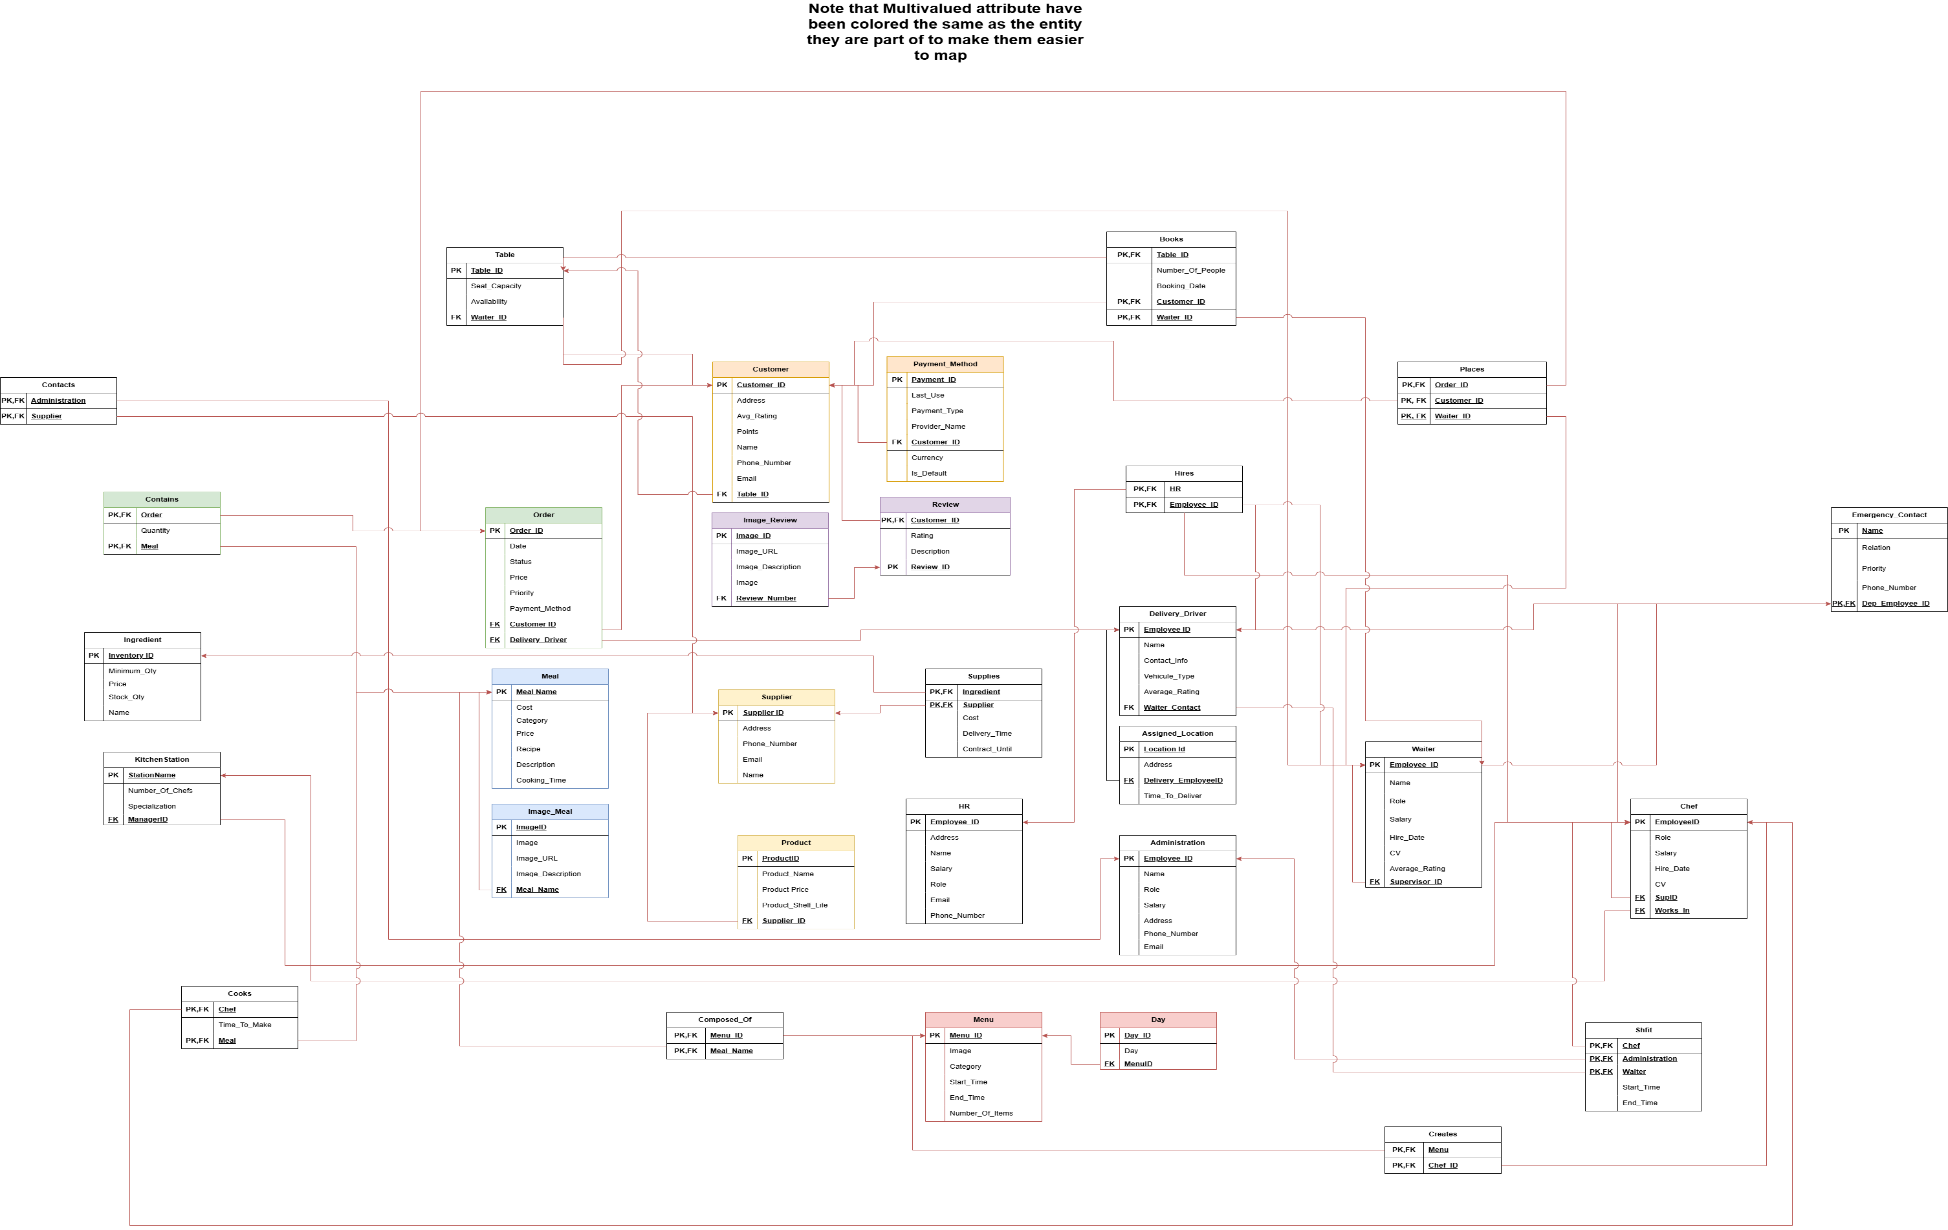 Note that Multivalued attribute have
been colored the same as the entity
they are part of to make them easier
to map
Books
PK,FK Table_ID
Number_Of_People
Booking_Date
PK,FK Customer_ID
PK,FK Waiter_ID
Table
PK Table_ID
Seat_Capacity
Availability
FK Waiter_ID
Customer
PK Customer_ID
Address
Avg_Rating
Points
Name
Phone_Number
Email
FK Table_ID
Payment_Method
PK Payment_ID
Last_Use
Payment_Type
Provider_Name
FK Customer_ID
Currency
Is_Default
Places
PK,FK Order_ID
PK, FK Customer_ID
PK, FK Waiter_ID
Contacts
PK,FK Administration
PK,FK Supplier
Hires
PK,FK HR
PK,FK Employee_ID
Contains
PK,FK Order
Quantity
PK,FK Meal
Order
PK Order_ID
Date
Status
Price
Priority
Payment_Method
FK Customer ID
FK Delivery_Driver
Image_Review
PK Image_ID
Image_URL
Image_Description
Image
FK Review_Number
Review
PK,FK Customer_ID
Rating
Description
PK Review_ID
Emergency_Contact
PK Name
Relation
Priority
Phone_Number
PK,FK Dep_Employee_ID
Delivery_Driver
PK Employee ID
Name
Contact_Info
Vehicule_Type
Average_Rating
FK Waiter_Contact
Ingredient
PK Inventory ID
Minimum_Qty
Price
Stock_Qty
Name
Meal
PK Meal Name
Cost
Category
Price
Recipe
Description
Cooking_Time
Supplier
PK Supplier ID
Address
Phone_Number
Email
Name
Supplies
PK,FK Ingredient
PK,FK Supplier
Cost
Delivery_Time
Contract_Until
Assigned_Location
PK Location Id
Address
FK Delivery_EmployeeID
Time_To_Deliver
Waiter
PK Employee_ID
Name
Role
Salary
Hire_Date
CV
Average_Rating
FK Supervisor_ID
Kitchen Station
PK StationName
Number_Of_Chefs
Specialization
FK ManagerID
Image_Meal
PK ImageID
Image
Image_URL
Image_Description
FK Meal_Name
Product
PK ProductID
Product_Name
Product Price
Product_Shelf_Life
FK Supplier_ID
HR
PK Employee_ID
Address
Name
Salary
Role
Email
Phone_Number
Administration
PK Employee_ID
Name
Role
Salary
Address
Phone_Number
Email
Chef
PK EmployeeID
Role
Salary
Hire_Date
CV
FK SupID
FK Works_In
Cooks
PK,FK Chef
Time_To_Make
PK,FK Meal
Composed_Of
PK,FK Menu_ID
PK,FK Meal_Name
Menu
PK Menu_ID
Image
Category
Start_Time
End_Time
Number_Of_Items
Day
PK Day_ID
Day
FK MenuID
Shfit
PK,FK Chef
PK,FK Administration
PK,FK Waiter
Start_Time
End_Time
Creates
PK,FK Menu
PK,FK Chef_ID